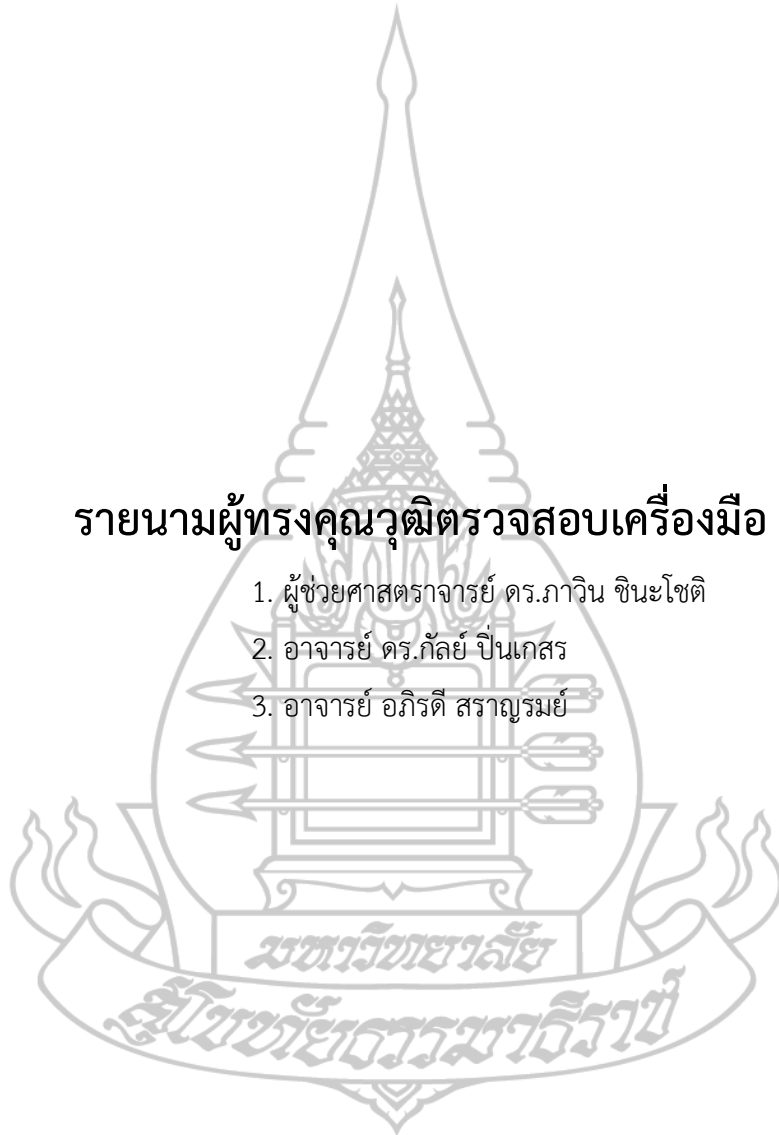 รายนามผู้ทรงคุณวุฒิตรวจสอบเครื่องมือ
1. ผู้ช่วยศาสตราจารย์ ดร.ภาวิน ชินะโชติ
2. อาจารย์ ดร.กัลย์ ปิ่นเกสร
3. อาจารย์ อภิรดี สราญรมย์
มหาวิทยาลัย
สุโขทัยธรรมาธิราช